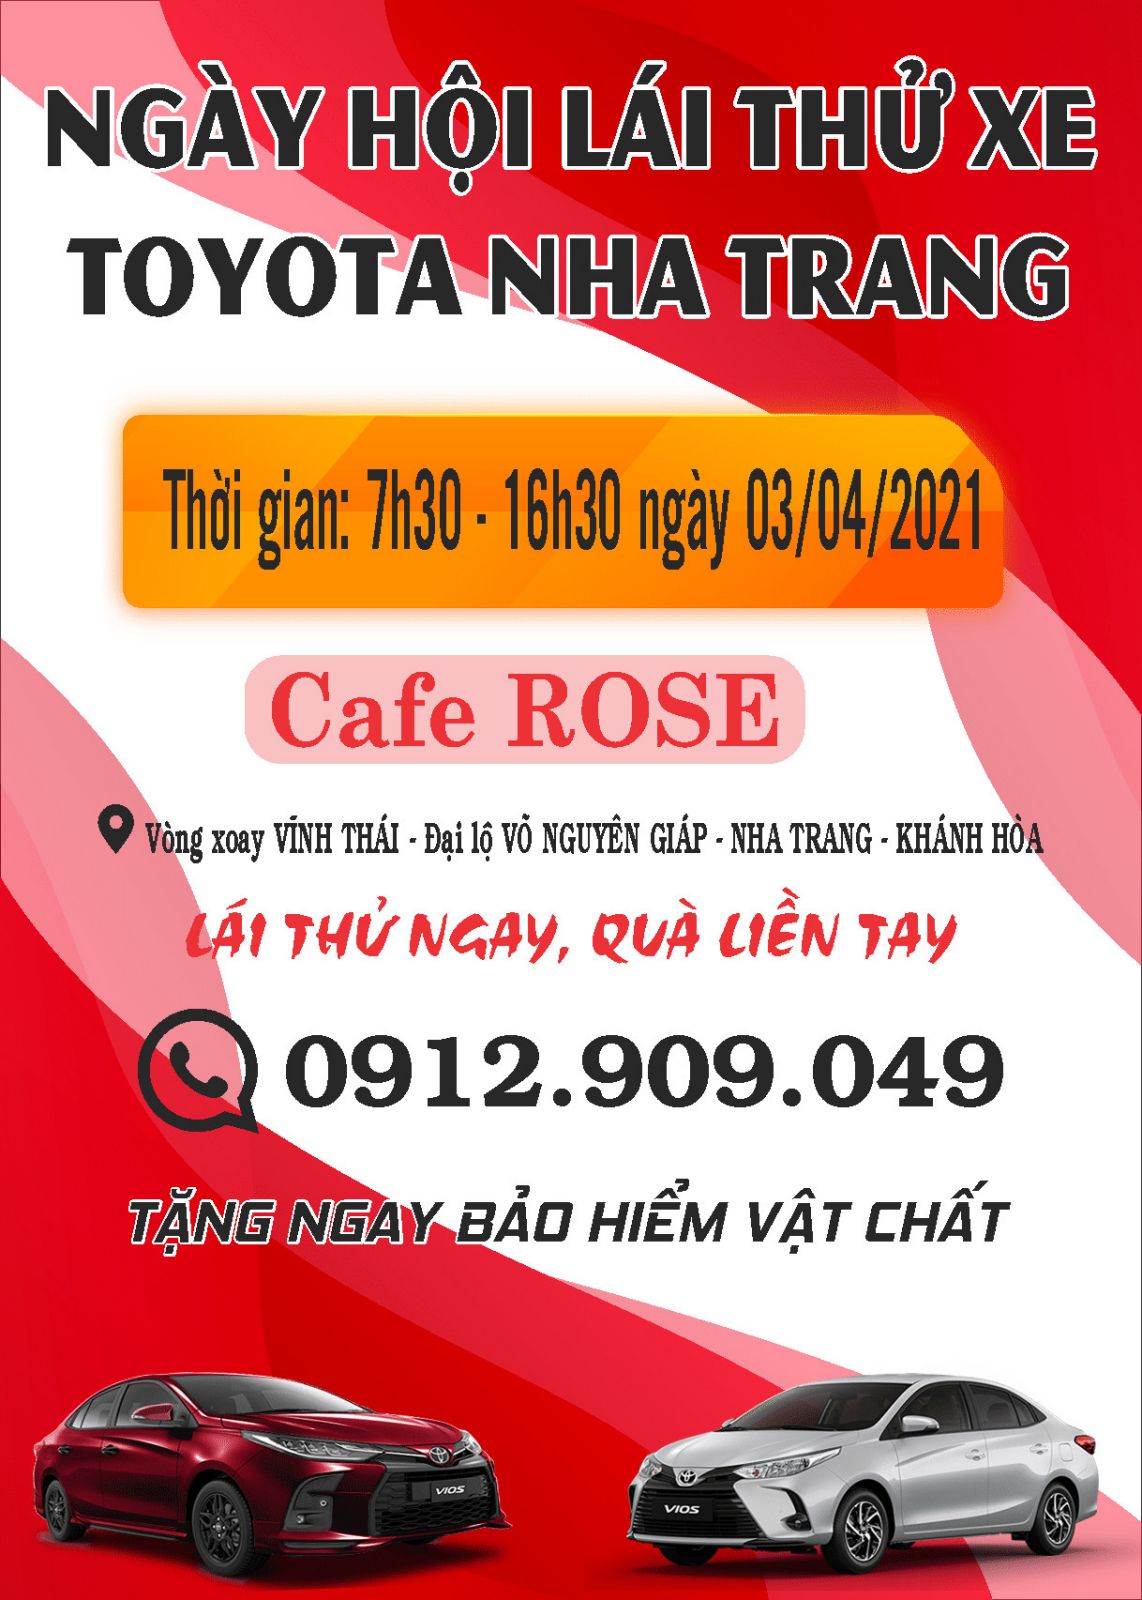 NGÀY HỘI LÁI THỬ XE
TOYOTA NHA TRANG
Thời gian: 7h30 - 16h30 ngày 03/04/2021
Cafe ROSE
Vòng xoay VĨNH THÁI - Đại lộ VÕ NGUYÊN GIÁP - NHA TRANG - KHÁNH HÒA
LÁI THỬ NGAY, QUÀ LIỀN TAY
0912.909.049
TẶNG NGAY BẢO HIỂM VẬT CHẤT
VIOS
VIOS